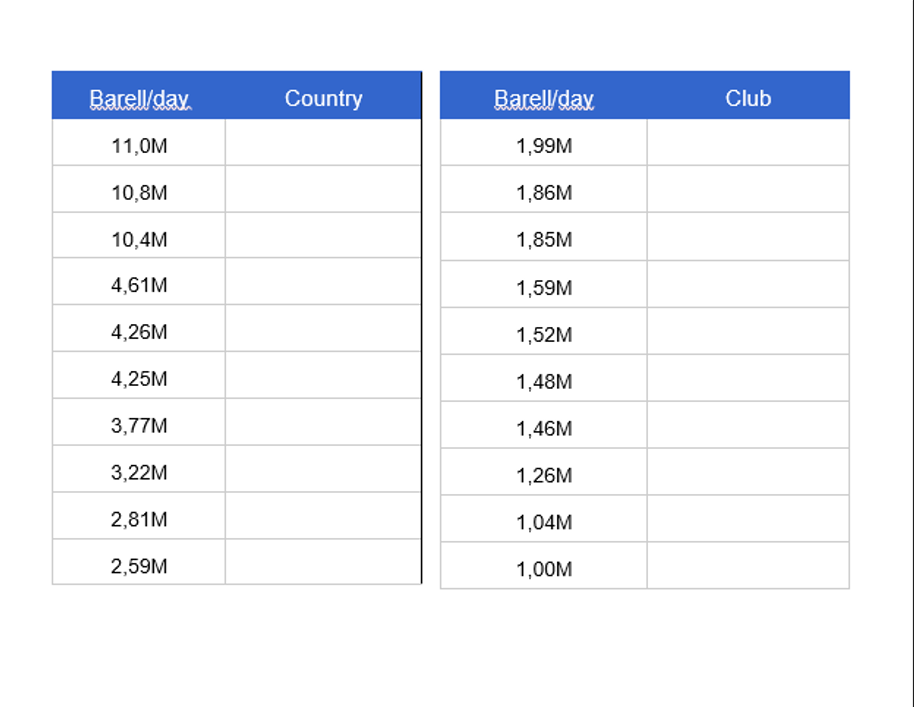 Barell/day Country
11,0M
10,8M
10,4M
4,61M
4,26M
4,25M
3,77M
3,22M
2,81M
2,59M
Barell/day Club
1,99M
1,86M
1,85M
1,59M
1,52M
1,48M
1,46M
1,26M
1,04M
1,00M